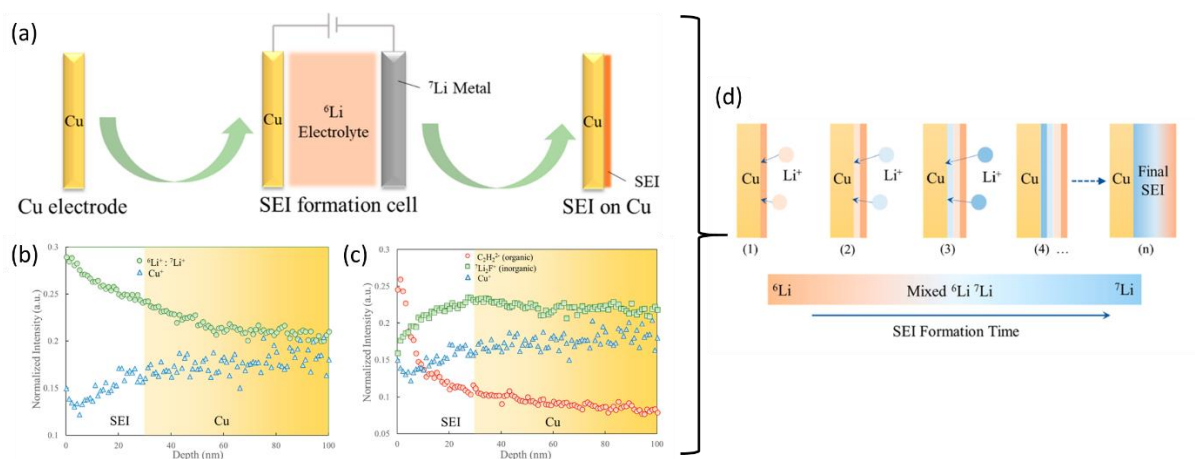 (a)
Cu
Cu electrode
Cu
⁶Li
Electrolyte
⁷Li Metal
SEI formation cell
Cu
SEI
SEI on Cu
(b)
Normalized Intensity (a.u.)
0.3
0.25
0.2
0.15
0.1
⁶Li⁺ : ⁷Li⁺
Cu⁺
SEI
Cu
0 20 40 60 80 100
Depth (nm)
(c)
Normalized Intensity (a.u.)
0.3
0.25
0.2
0.15
0.1
0.05
C₂H₂²⁻ (organic)
⁷Li₂F⁺ (inorganic)
Cu⁺
SEI
Cu
0 20 40 60 80 100
Depth (nm)
(d)
Cu Li⁺
Cu Li⁺
Cu Li⁺
Cu
Cu Final
SEI
(1) (2) (3) (4) ... (n)
⁶Li Mixed ⁶Li ⁷Li ⁷Li
SEI Formation Time